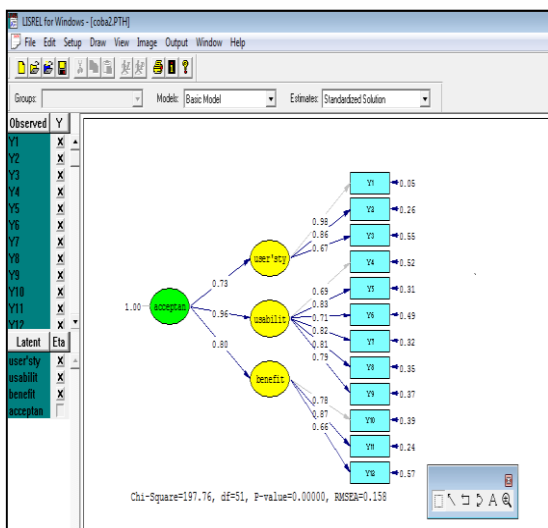 LISREL for Windows - [coba2.PTH]
File Edit Setup Draw View Image Output Window Help
Groups: Models: Basic Model Estimates: Standardized Solution
Observed Y
Y1 X
Y2 X
Y3 X
Y4 X
Y5 X
Y6 X
Y7 X
Y8 X
Y9 X
Y10 X
Y11 X
Y12 X
Latent Eta
user'sty X
usabilit X
benefit X
acceptan
1.00
acceptan
0.73
0.96
0.80
user'sty
usabilit
benefit
0.98
0.86
0.67
0.69
0.83
0.71
0.82
0.81
0.79
0.78
0.87
0.66
Y1 0.05
Y2 0.26
Y3 0.55
Y4 0.52
Y5 0.31
Y6 0.49
Y7 0.32
Y8 0.35
Y9 0.37
Y10 0.39
Y11 0.24
Y12 0.57
Chi-Square=197.76, df=51, P-value=0.00000, RMSEA=0.158
A